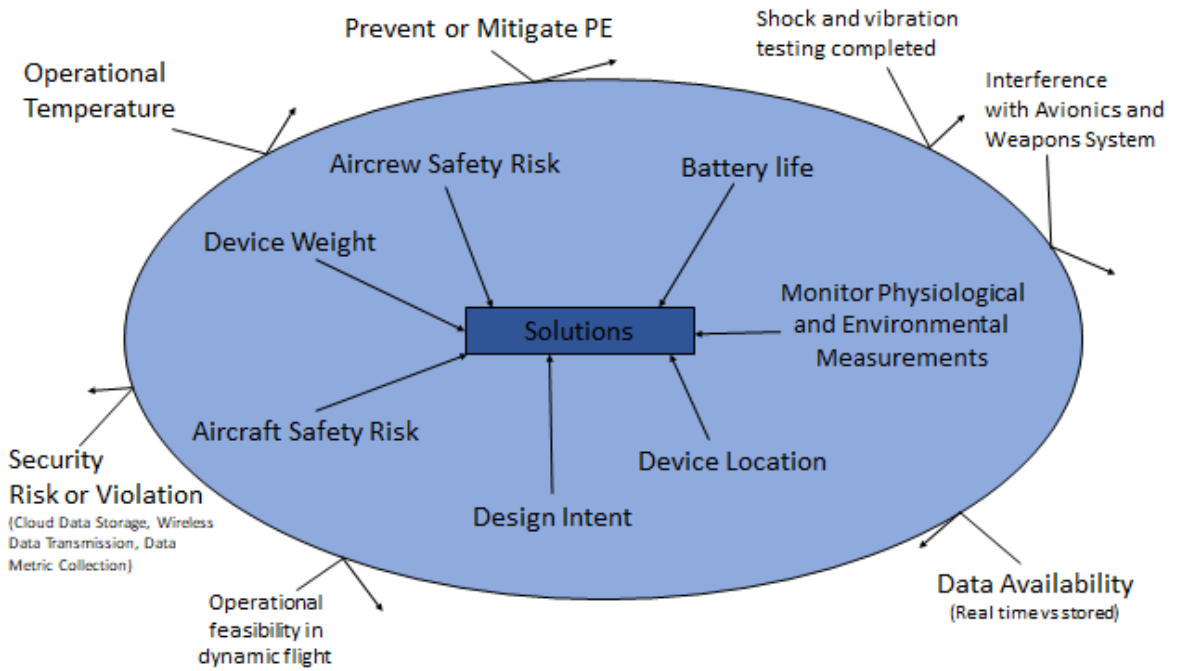 Prevent or Mitigate PE
Shock and vibration
testing completed
Operational
Temperature
Interference
with Avionics and
Weapons System
Aircrew Safety Risk
Battery life
Device Weight
Monitor Physiological
and Environmental
Measurements
Solutions
Aircraft Safety Risk
Device Location
Design Intent
Security
Risk or Violation
(Cloud Data Storage, Wireless
Data Transmission, Data
Metric Collection)
Operational
feasibility in
dynamic flight
Data Availability
(Real time vs stored)